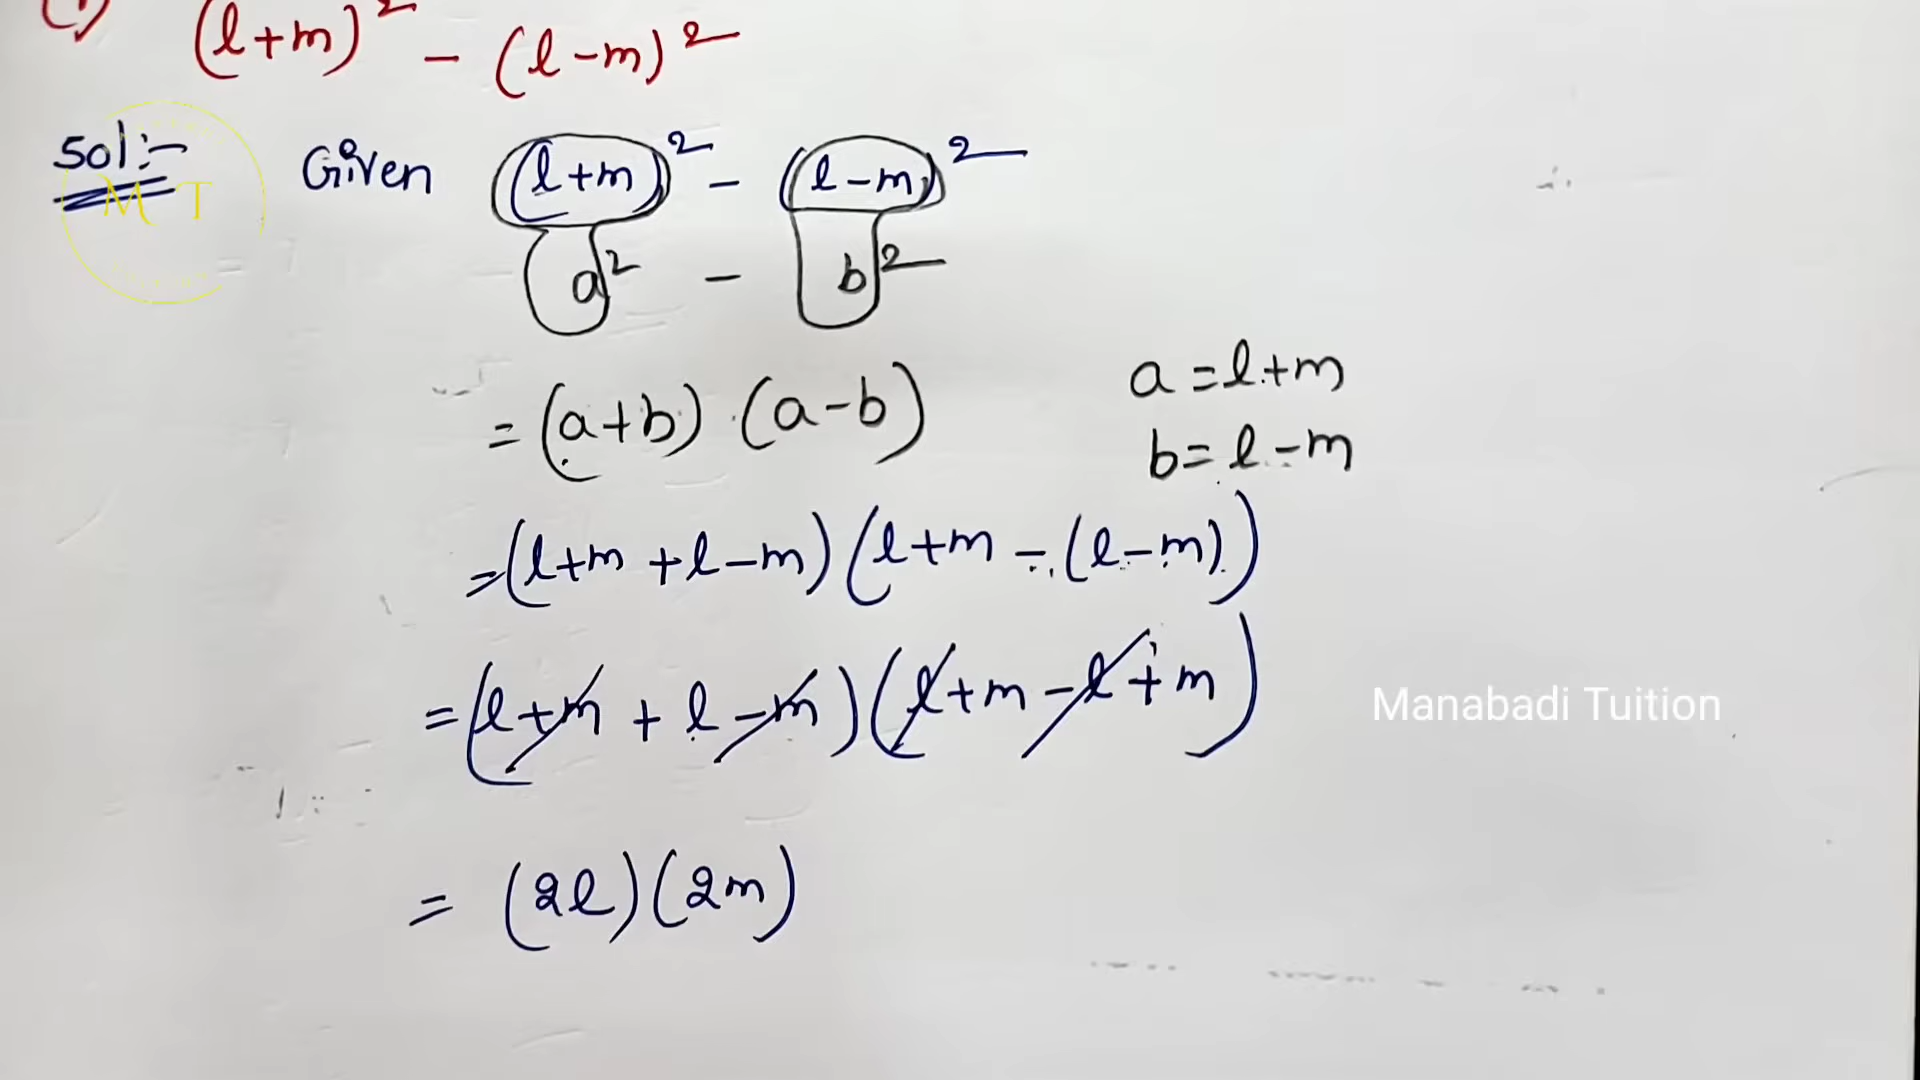 (l+m)² - (l-m)²
Sol:-
M T
Given (l+m)² - (l-m)²
a² - b²
= (a+b) (a-b)
a = l+m
b = l-m
= (l+m +l-m) (l+m - (l-m))
= (l+m + l-m) (l+m-l+m)
Manabadi Tuition
= (2l) (2m)